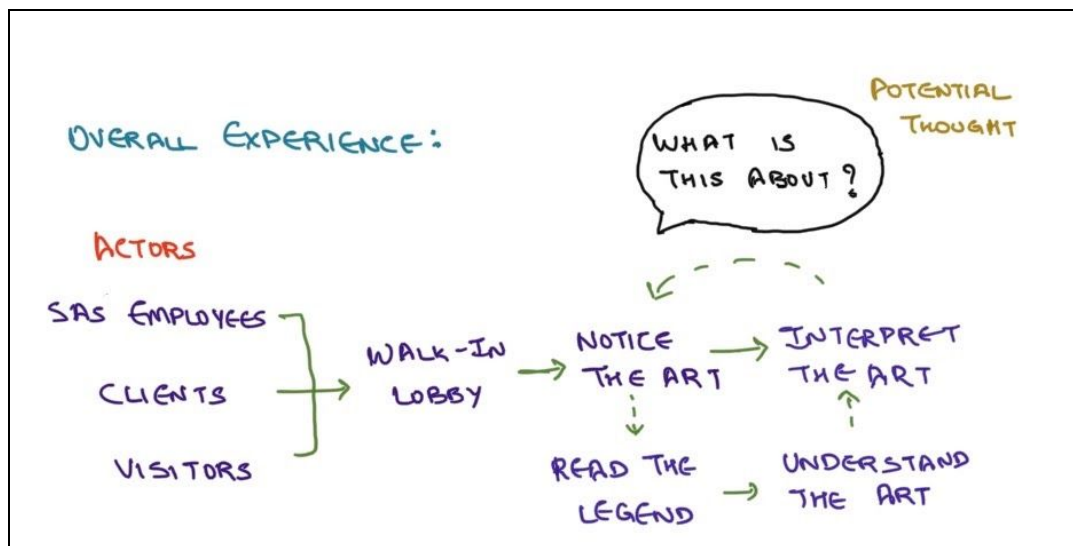 OVERALL EXPERIENCE:
POTENTIAL
THOUGHT
WHAT IS
THIS ABOUT?
ACTORS
SAS EMPLOYEES
CLIENTS
VISITORS
WALK-IN
LOBBY
NOTICE
THE ART
INTERPRET
THE ART
READ THE
LEGEND
UNDERSTAND
THE ART